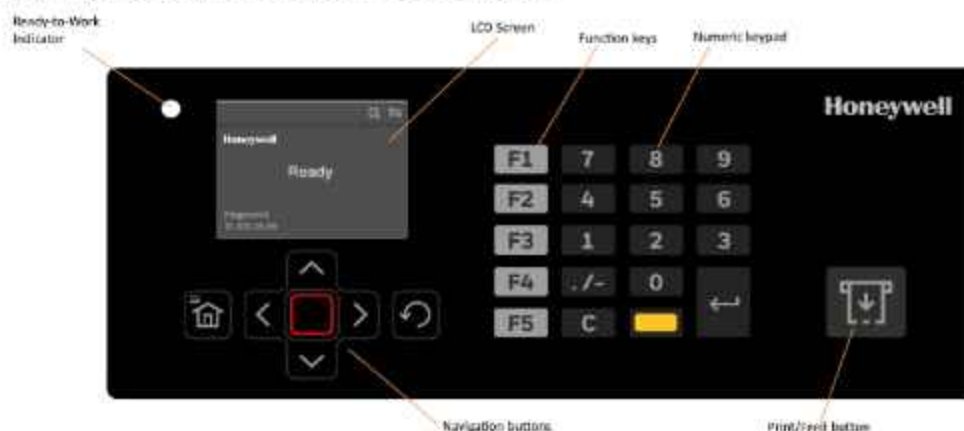 Ready-to-Work
Indicator
LCD Screen
Function keys
Numeric keypad
Honeywell
Honeywell
Ready
F1 7 8 9
F2 4 5 6
F3 1 2 3
F4 ./- 0
F5 C
Navigation buttons
Print/Feed button